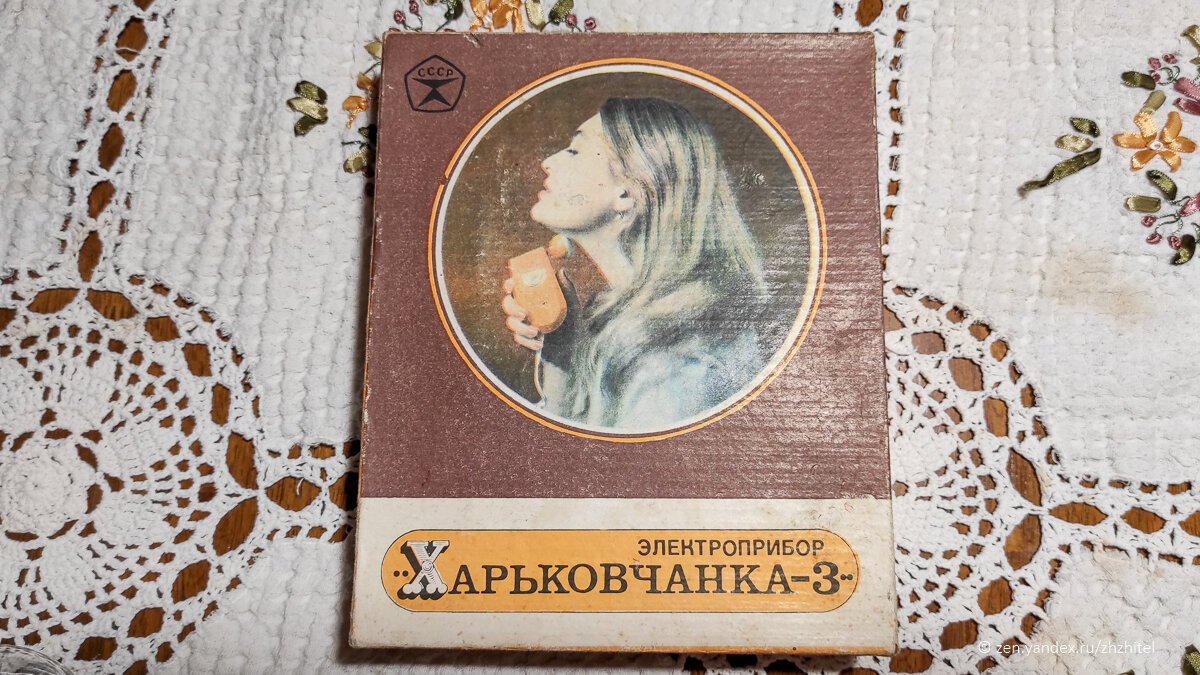 СССР
ЭЛЕКТРОПРИБОР
"ХАРЬКОВЧАНКА-3"
© zen.yandex.ru/zhzhitel